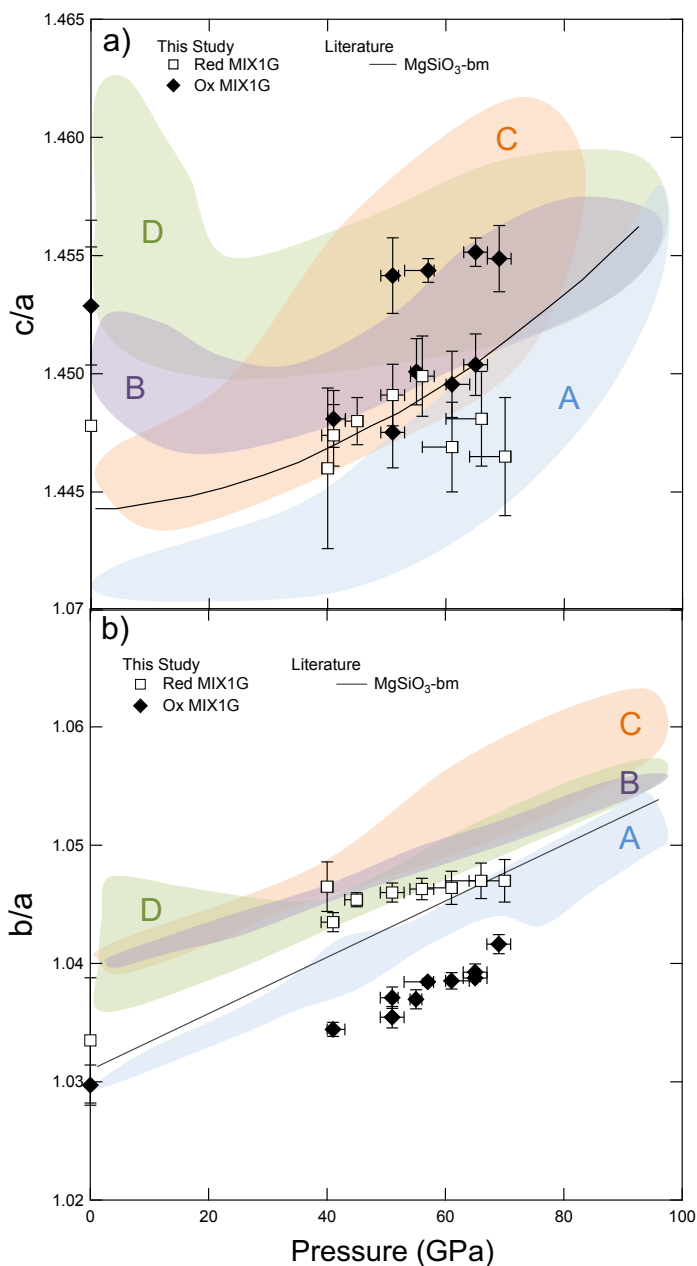 a)
This Study Literature
Red MIX1G MgSiO₃-bm
Ox MIX1G
1.465
1.460
1.455
1.450
1.445
1.07
c/a
C
D
B
A
b)
This Study Literature
Red MIX1G MgSiO₃-bm
Ox MIX1G
1.06
1.05
1.04
1.03
1.02
b/a
C
B
A
D
0 20 40 60 80 100
Pressure (GPa)